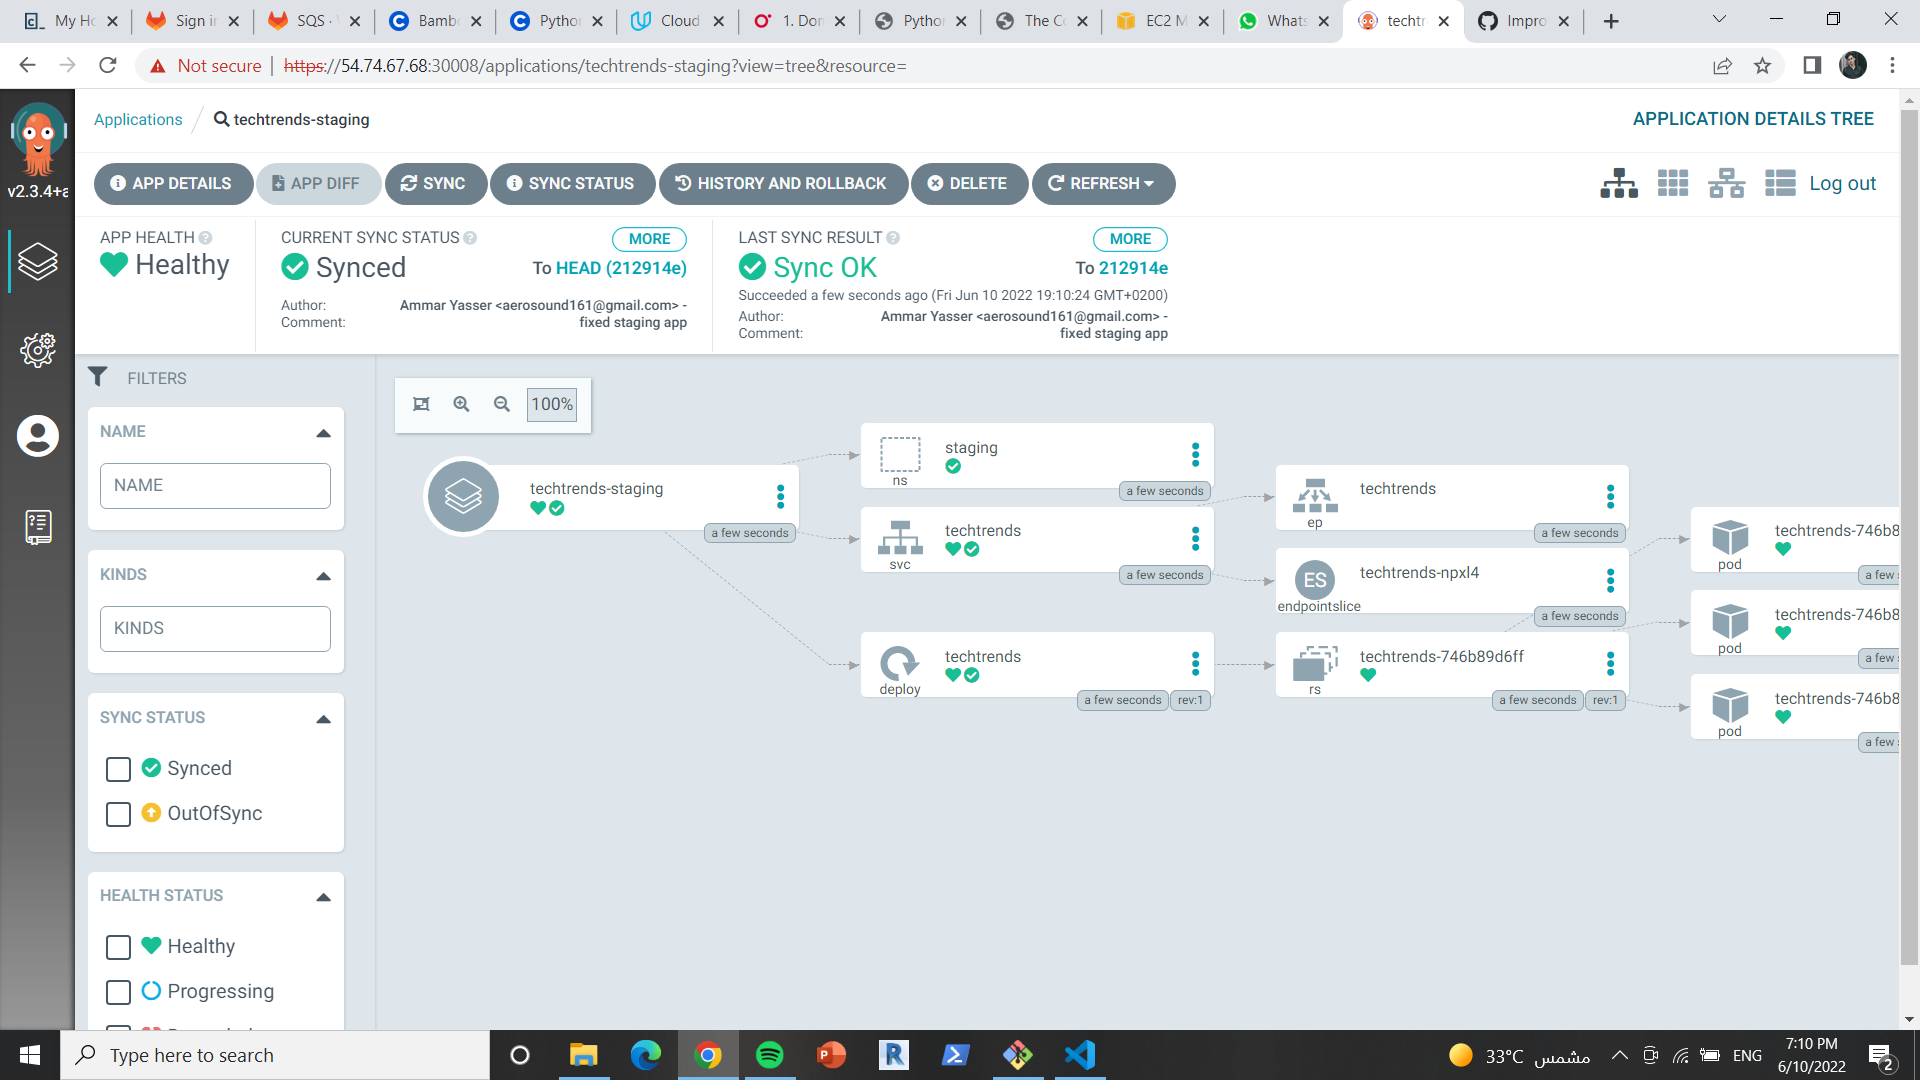 My Ho
Sign in
SQS · 
Bambo
Python
Cloud
1. Don
Python
The Co
EC2 M
Whats
techtr
Impro
Not secure
https://54.74.67.68:30008/applications/techtrends-staging?view=tree&resource=
v2.3.4+a
Applications
techtrends-staging
APPLICATION DETAILS TREE
APP DETAILS
APP DIFF
SYNC
SYNC STATUS
HISTORY AND ROLLBACK
DELETE
REFRESH
Log out
APP HEALTH
Healthy
CURRENT SYNC STATUS
MORE
Synced
To HEAD (212914e)
Author:
Ammar Yasser <aerosound161@gmail.com> -
Comment:
fixed staging app
LAST SYNC RESULT
MORE
Sync OK
To 212914e
Succeeded a few seconds ago (Fri Jun 10 2022 19:10:24 GMT+0200)
Author:
Ammar Yasser <aerosound161@gmail.com> -
Comment:
fixed staging app
FILTERS
NAME
NAME
KINDS
KINDS
SYNC STATUS
Synced
OutOfSync
HEALTH STATUS
Healthy
Progressing
100%
techtrends-staging
a few seconds
staging
ns
a few seconds
techtrends
svc
a few seconds
techtrends
deploy
a few seconds
rev:1
techtrends
ep
a few seconds
ES
techtrends-npxl4
endpointslice
a few seconds
techtrends-746b89d6ff
rs
a few seconds
rev:1
techtrends-746b8
pod
a few s
techtrends-746b8
pod
a few s
techtrends-746b8
pod
a few s
Type here to search
33°C مشمس
ENG
7:10 PM
6/10/2022
2